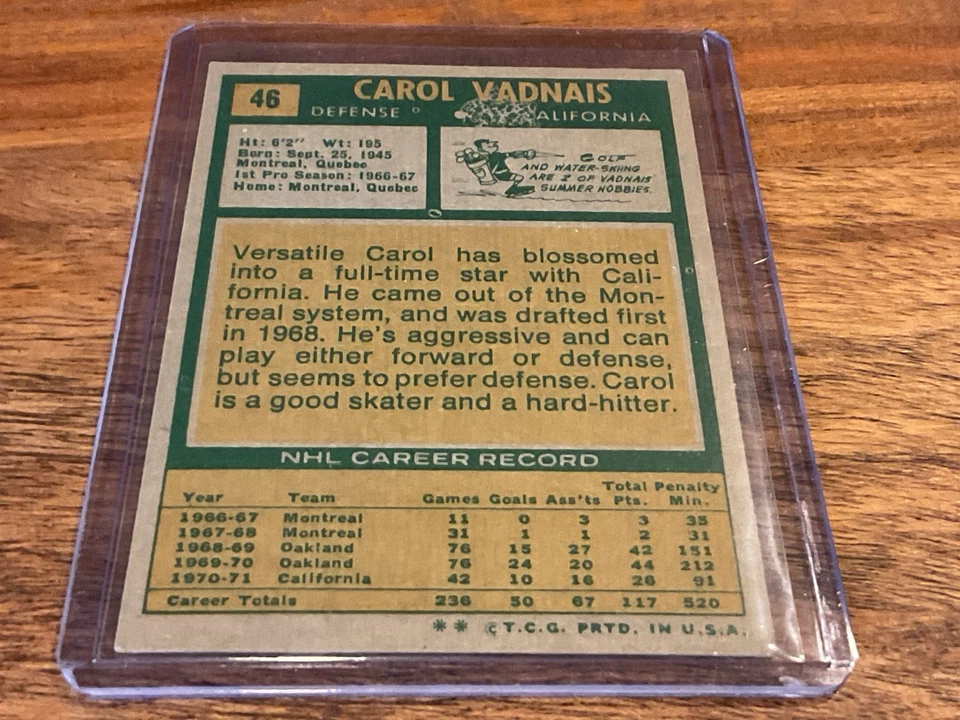 46
CAROL VADNAIS
DEFENSE ALIFORNIA
Ht: 6'2" Wt: 195
Born: Sept. 25, 1945
Montreal, Quebec
1st Pro Season: 1966-67
Home: Montreal, Quebec
GOLF
AND WATER-SKIING
ARE 2 OF VADNAIS'
SUMMER HOBBIES.
Versatile Carol has blossomed
into a full-time star with Cali-
fornia. He came out of the Mon-
treal system, and was drafted first
in 1968. He's aggressive and can
play either forward or defense,
but seems to prefer defense. Carol
is a good skater and a hard-hitter.
NHL CAREER RECORD
Year Team Games Goals Ass'ts Total Pts. Penalty Min.
1966-67 Montreal 11 0 3 3 35
1967-68 Montreal 31 1 1 2 31
1968-69 Oakland 76 15 27 42 151
1969-70 Oakland 76 24 20 44 212
1970-71 California 42 10 16 26 91
Career Totals 236 50 67 117 520
** © T.C.G. PRTD. IN U.S.A.